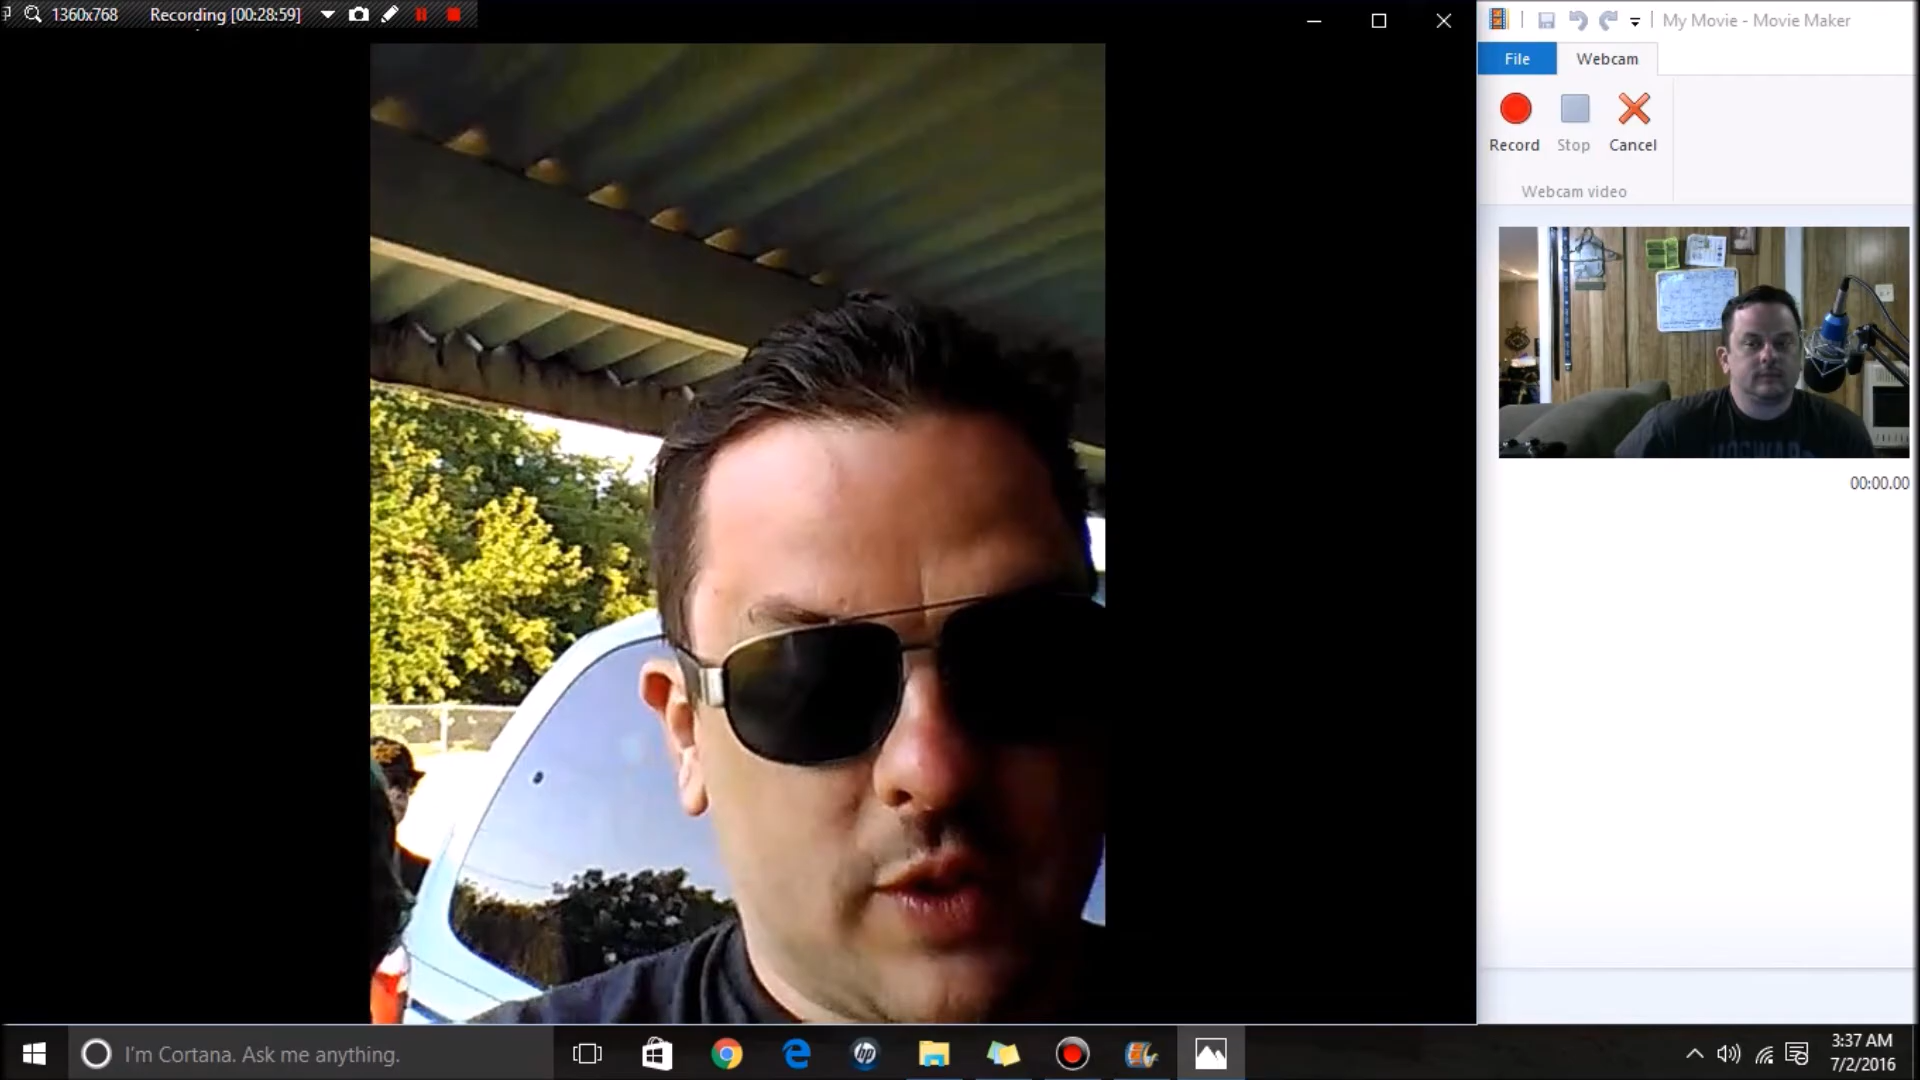 1360x768
Recording [00:28:59]
My Movie - Movie Maker
File
Webcam
Record
Stop
Cancel
Webcam video
00:00.00
I'm Cortana. Ask me anything.
hp
3:37 AM
7/2/2016